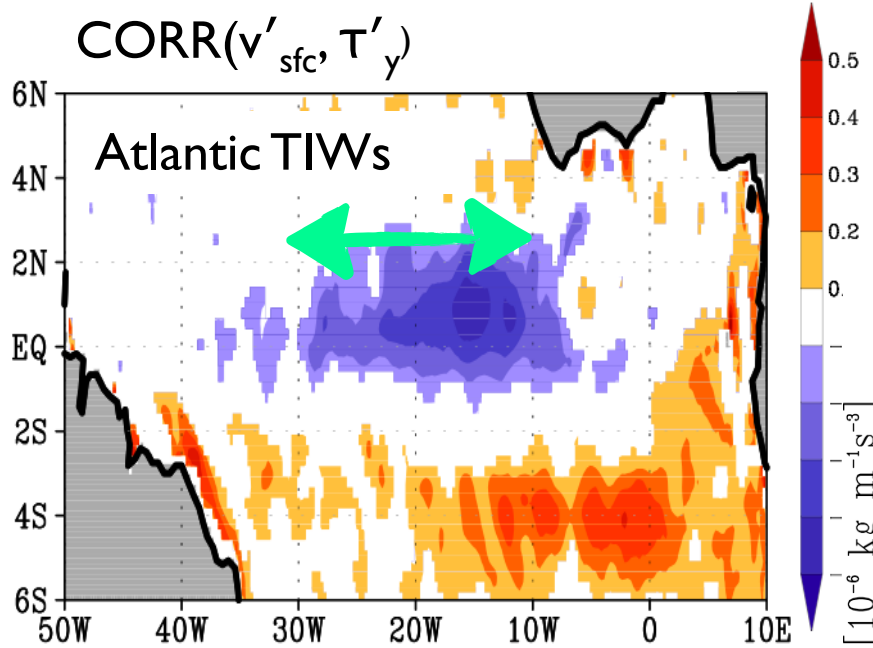 CORR(v′sfc, τ′y)
Atlantic TIWs
6N
4N
2N
EQ
2S
4S
6S
50W 40W 30W 20W 10W 0 10E
0.5
0.4
0.3
0.2
0.
[10⁻⁶ kg m⁻¹s⁻³]